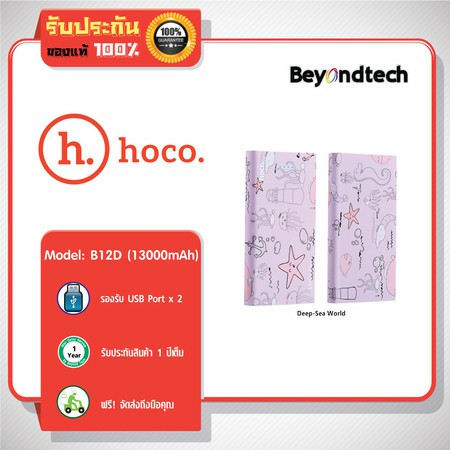 รับประกัน
ของแท้ 100%
100%
GUARANTEE
Beyondtech
h. hoco.
Model: B12D (13000mAh)
รองรับ USB Port x 2
1
Year
รับประกันสินค้า 1 ปีเต็ม
ฟรี! จัดส่งถึงมือคุณ
Deep-Sea World